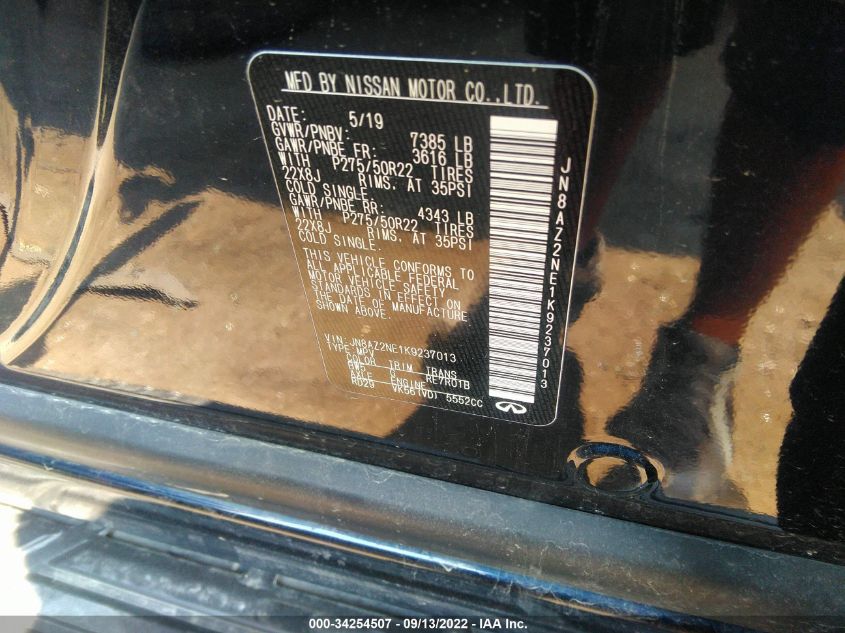 MFD BY NISSAN MOTOR CO.,LTD.
DATE: 5/19
GVWR/PNBV: 7385 LB
GAWR/PNBE FR: 3616 LB
WITH P275/50R22 TIRES
22X8J RIMS, AT 35PSI
COLD SINGLE
GAWR/PNBE RR: 4343 LB
WITH P275/50R22 TIRES
22X8J RIMS, AT 35PSI
COLD SINGLE.
THIS VEHICLE CONFORMS TO
ALL APPLICABLE FEDERAL
MOTOR VEHICLE SAFETY
STANDARDS IN EFFECT ON
THE DATE OF MANUFACTURE
SHOWN ABOVE.
VIN: JN8AZ2NE1K9237013
TYPE MPV
COLOR TRIM TRANS
G RE7R01B
AXLE ENGINE
RD29 VK56(VD) 5552CC
JN8AZ2NE1K9237013
000-34254507 - 09/13/2022 - IAA Inc.